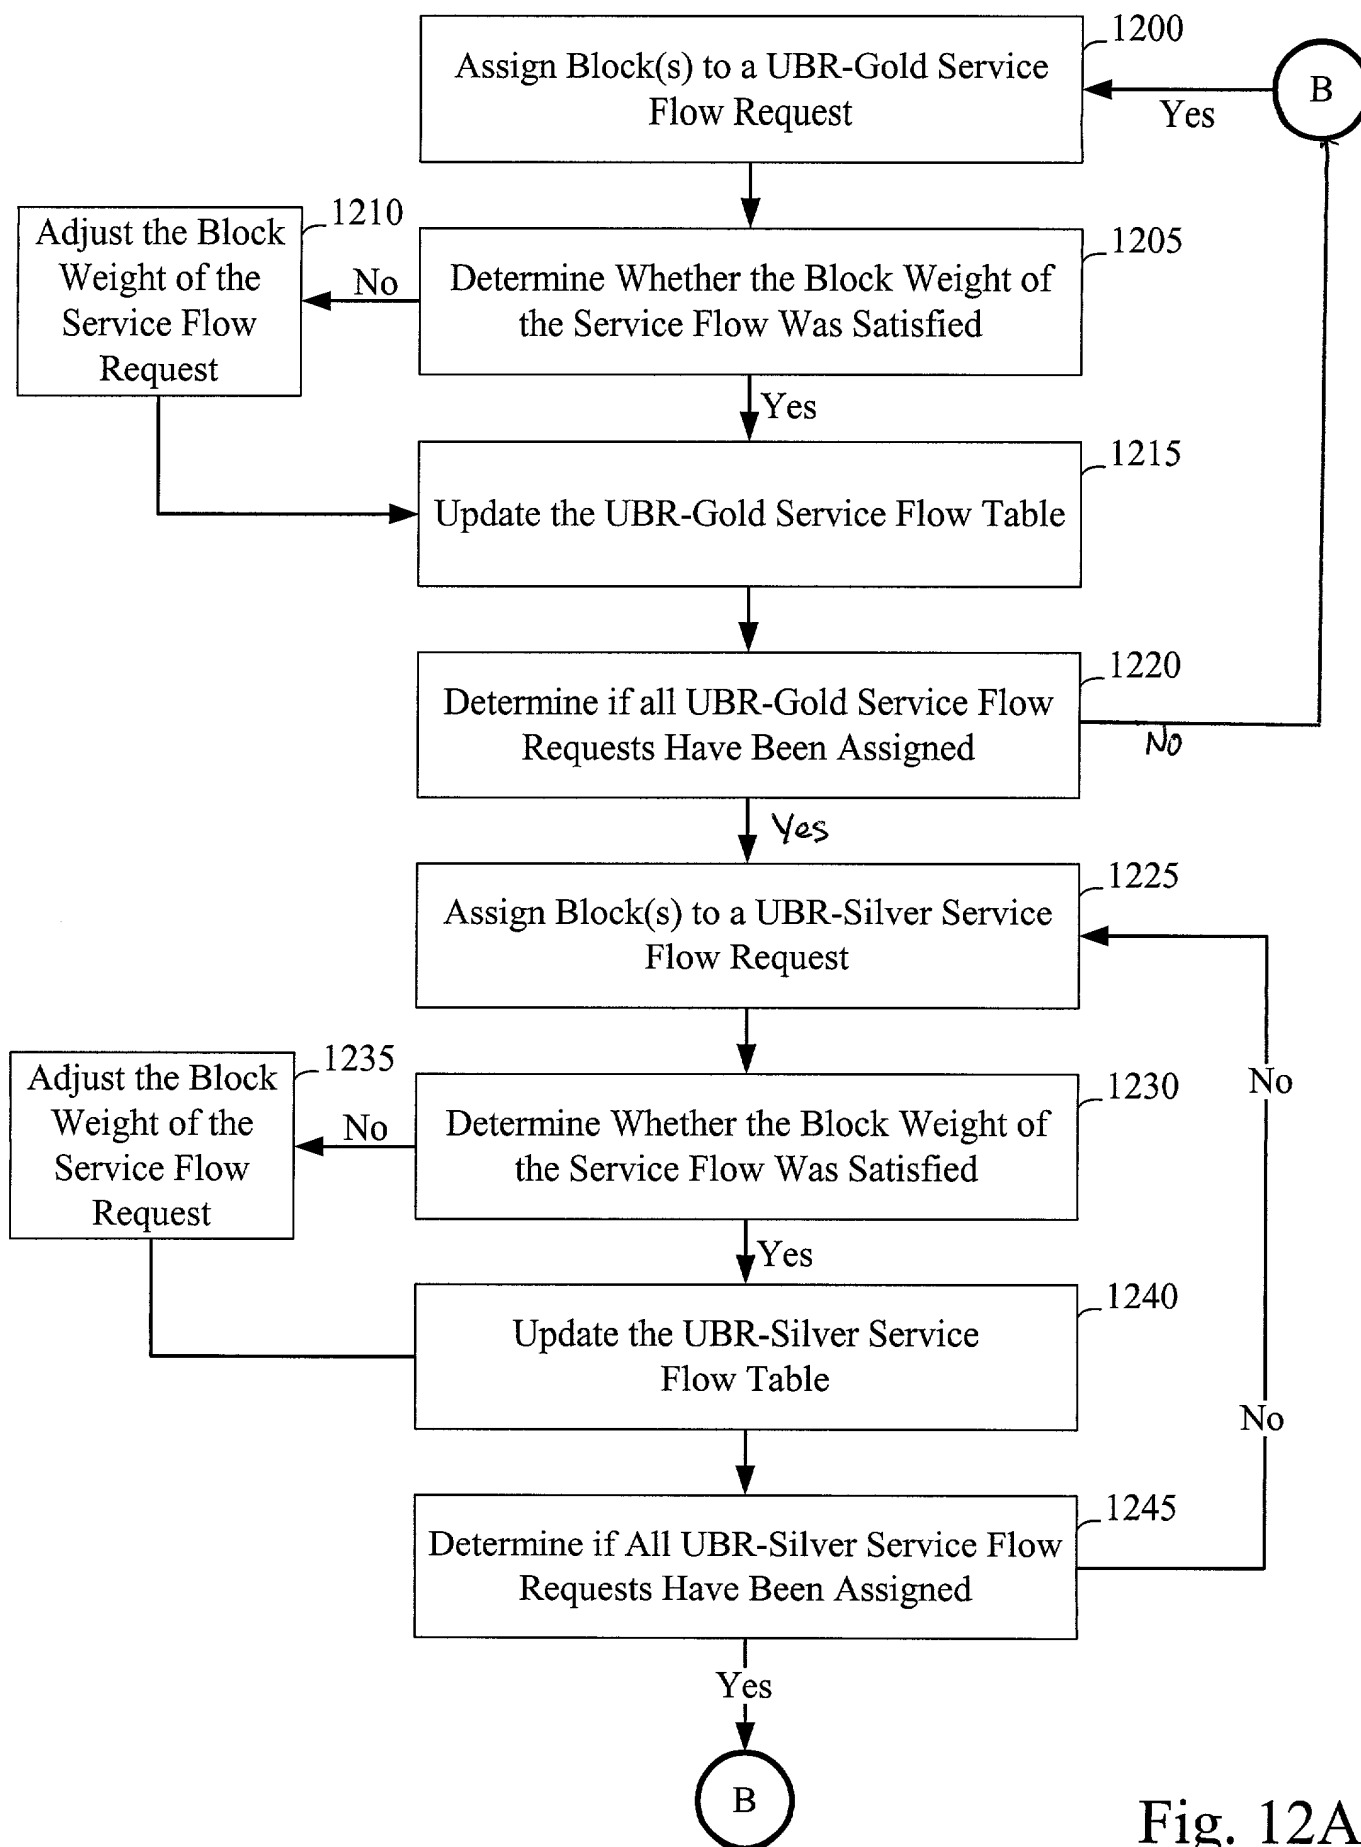 1200
Assign Block(s) to a UBR-Gold Service
Flow Request
B
Yes
1210
Adjust the Block
Weight of the
Service Flow
Request
No
1205
Determine Whether the Block Weight of
the Service Flow Was Satisfied
Yes
1215
Update the UBR-Gold Service Flow Table
1220
Determine if all UBR-Gold Service Flow
Requests Have Been Assigned
No
Yes
1225
Assign Block(s) to a UBR-Silver Service
Flow Request
1235
Adjust the Block
Weight of the
Service Flow
Request
No
1230
Determine Whether the Block Weight of
the Service Flow Was Satisfied
No
Yes
1240
Update the UBR-Silver Service
Flow Table
No
1245
Determine if All UBR-Silver Service Flow
Requests Have Been Assigned
Yes
B
Fig. 12A